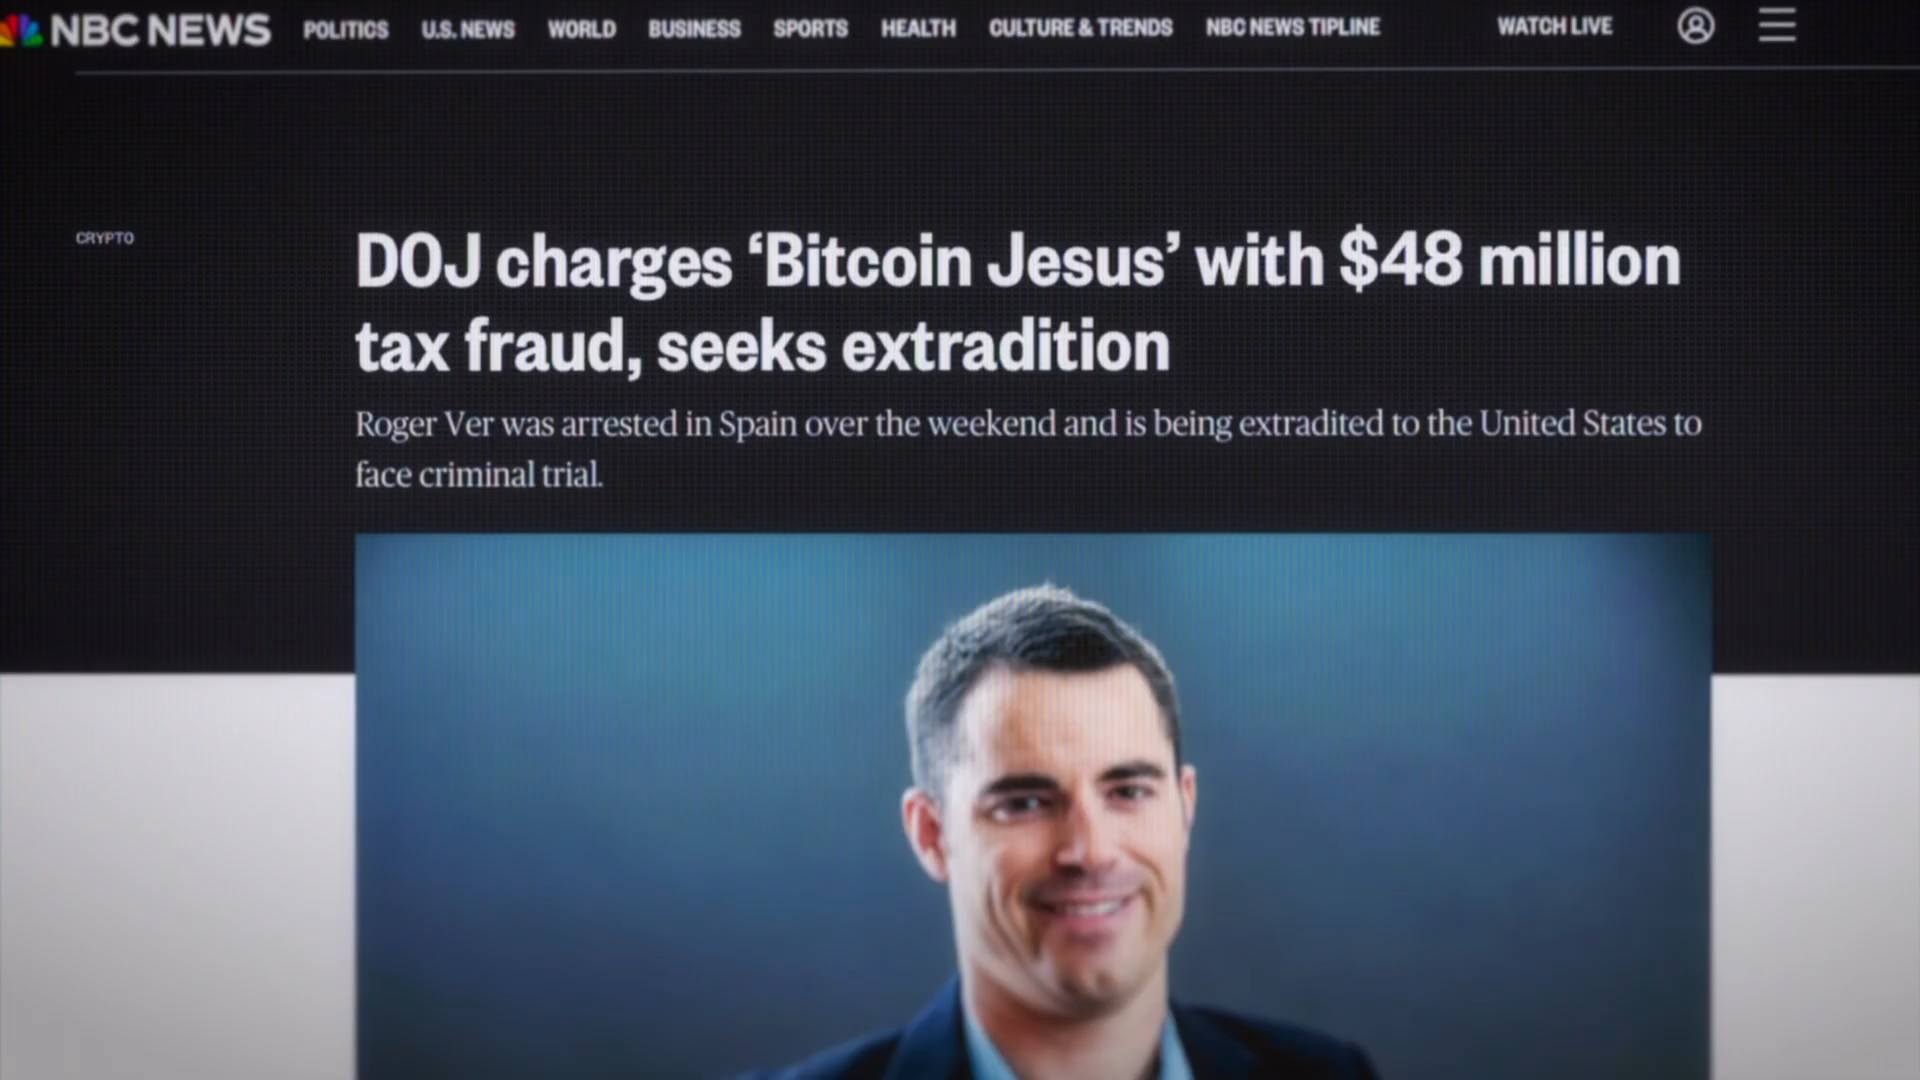 NBC NEWS POLITICS U.S. NEWS WORLD BUSINESS SPORTS HEALTH CULTURE & TRENDS NBC NEWS TIPLINE WATCH LIVE
CRYPTO
DOJ charges ‘Bitcoin Jesus’ with $48 million
tax fraud, seeks extradition
Roger Ver was arrested in Spain over the weekend and is being extradited to the United States to
face criminal trial.